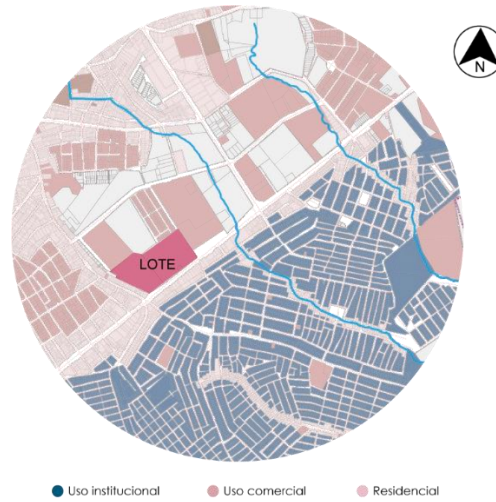 N
LOTE
Uso institucional
Uso comercial
Residencial